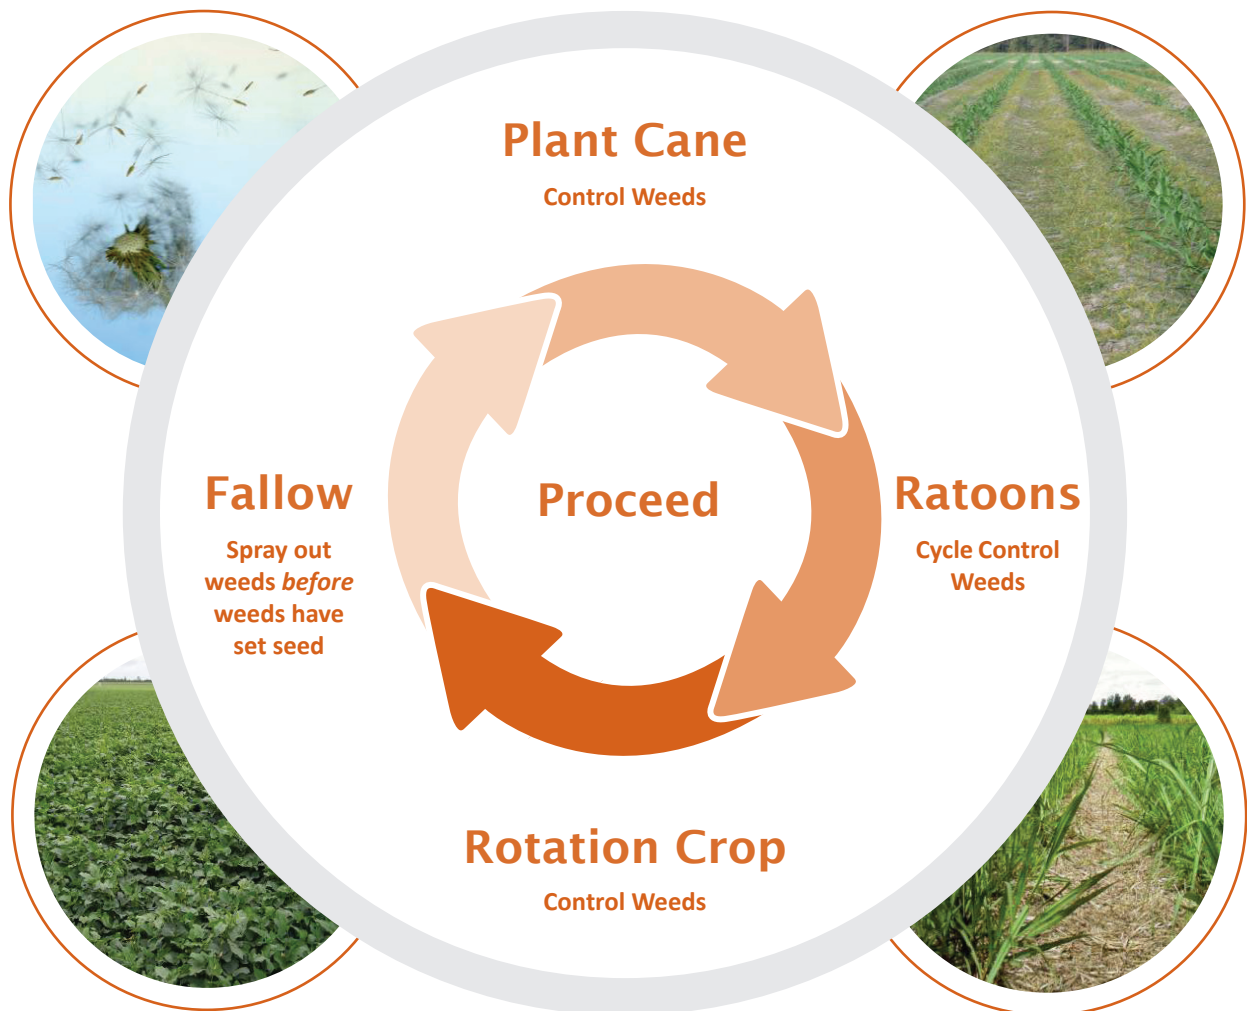 Plant Cane
Control Weeds
Fallow
Spray out
weeds before
weeds have
set seed
Proceed
Ratoons
Cycle Control
Weeds
Rotation Crop
Control Weeds